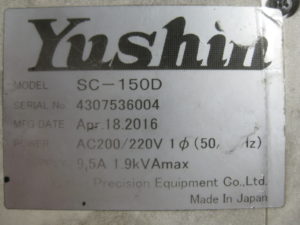 Yushin
MODEL SC-150D
SERIAL No. 4307536004
MFG DATE Apr.18.2016
POWER AC200/220V 1φ (50/ Hz)
9,5A 1.9kVAmax
Precision Equipment Co.,Ltd.
Made In Japan